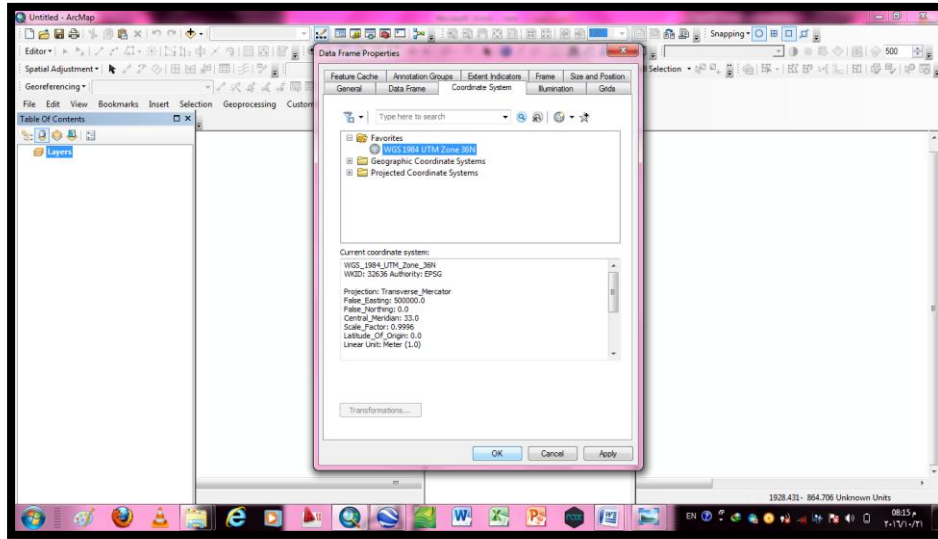 Untitled - ArcMap
Editor
Snapping
500
Spatial Adjustment
Selection
Georeferencing
File Edit View Bookmarks Insert Selection Geoprocessing Custom
Table Of Contents
Layers
Data Frame Properties
Feature Cache Annotation Groups Extent Indicators Frame Size and Position
General Data Frame Coordinate System Illumination Grids
Type here to search
Favorites
WGS 1984 UTM Zone 36N
Geographic Coordinate Systems
Projected Coordinate Systems
Current coordinate system:
WGS_1984_UTM_Zone_36N
WKID: 32636 Authority: EPSG
Projection: Transverse_Mercator
False_Easting: 500000.0
False_Northing: 0.0
Central_Meridian: 33.0
Scale_Factor: 0.9996
Latitude_Of_Origin: 0.0
Linear Unit: Meter (1.0)
Transformations...
OK Cancel Apply
1928.431- 864.706 Unknown Units
EN
08:15 م